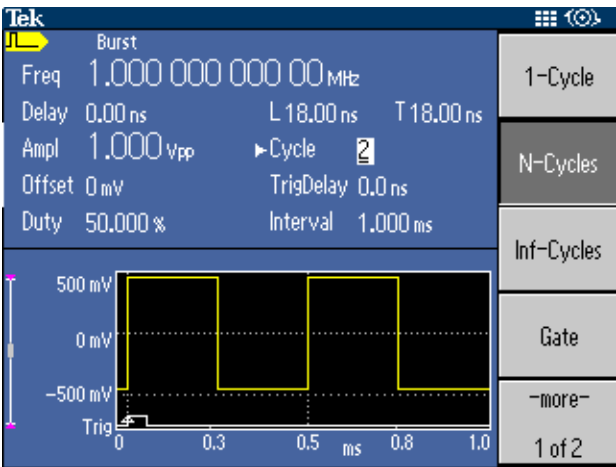 Tek
Burst
Freq 1.000 000 000 00 MHz
Delay 0.00 ns L 18.00 ns T 18.00 ns
Ampl 1.000 Vpp ►Cycle 2
Offset 0 mV TrigDelay 0.0 ns
Duty 50.000 % Interval 1.000 ms
500 mV
0 mV
-500 mV
Trig
0 0.3 0.5 ms 0.8 1.0
1-Cycle
N-Cycles
Inf-Cycles
Gate
-more-
1 of 2